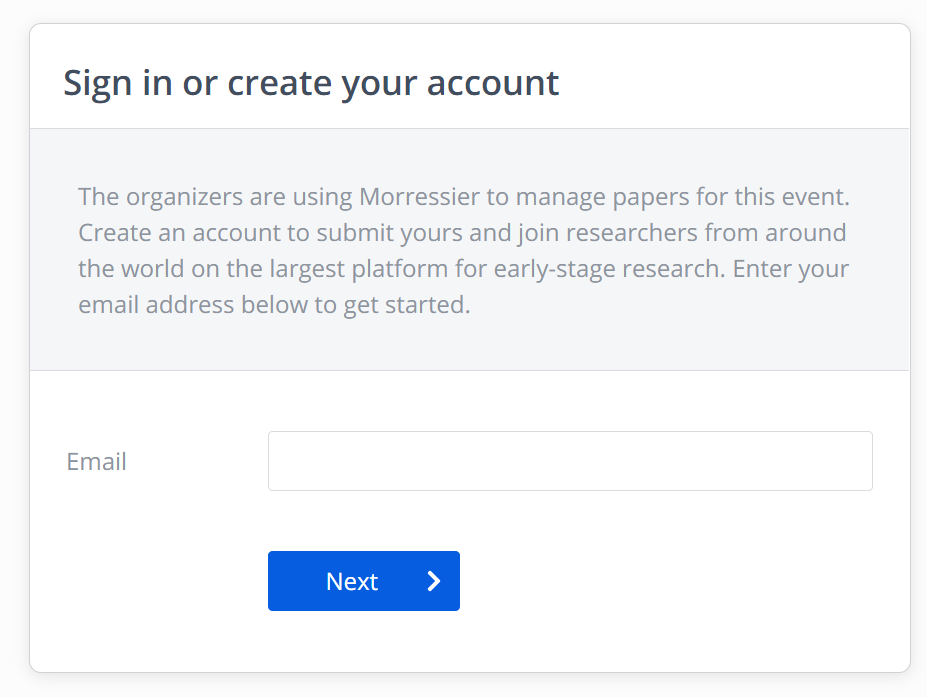 Sign in or create your account
The organizers are using Morressier to manage papers for this event.
Create an account to submit yours and join researchers from around
the world on the largest platform for early-stage research. Enter your
email address below to get started.
Email
Next